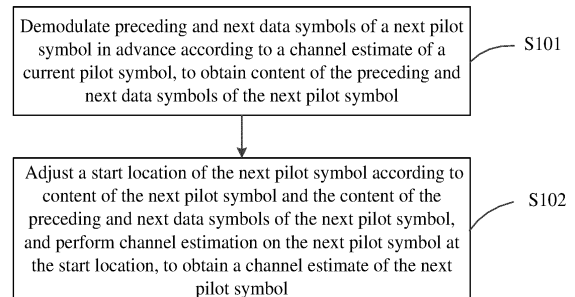 Demodulate preceding and next data symbols of a next pilot
symbol in advance according to a channel estimate of a
current pilot symbol, to obtain content of the preceding and
next data symbols of the next pilot symbol
S101
Adjust a start location of the next pilot symbol according to
content of the next pilot symbol and the content of the
preceding and next data symbols of the next pilot symbol,
and perform channel estimation on the next pilot symbol at
the start location, to obtain a channel estimate of the next
pilot symbol
S102